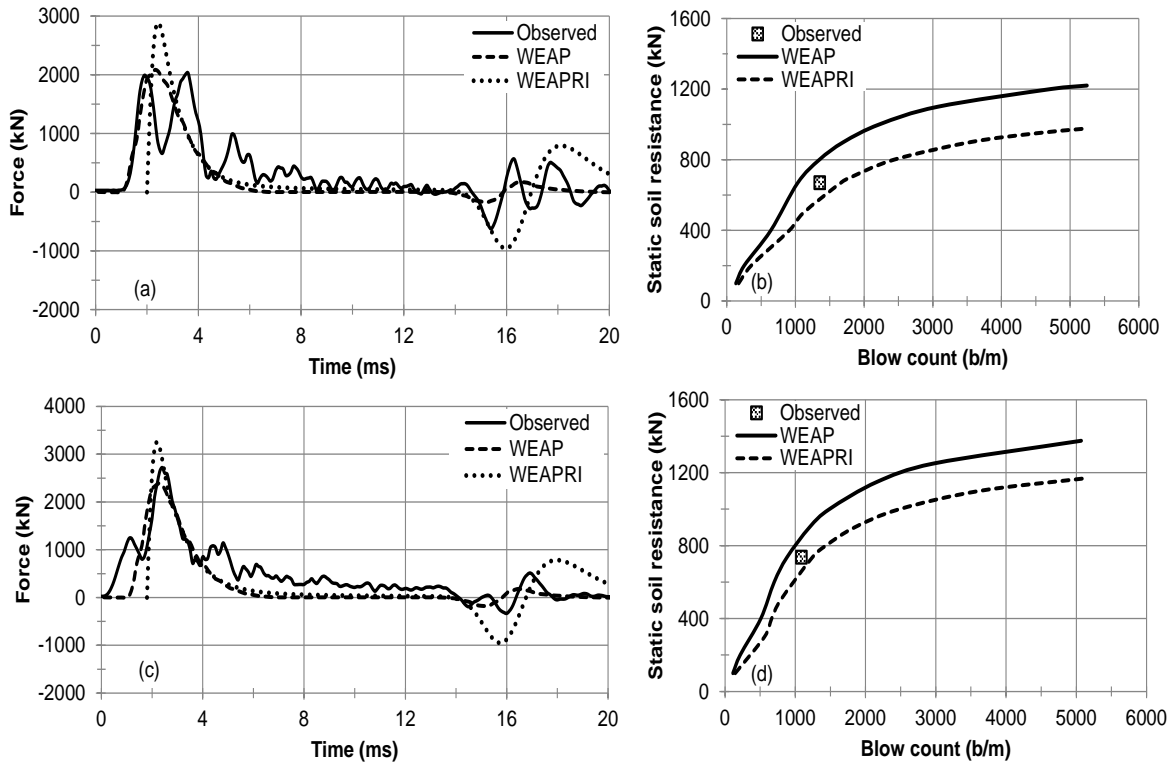 3000
2000
1000
0
-1000
-2000
Force (kN)
Observed
WEAP
WEAPRI
(a)
0
4
8
12
16
20
Time (ms)
1600
1200
800
400
0
Static soil resistance (kN)
Observed
WEAP
WEAPRI
(b)
0
1000
2000
3000
4000
5000
6000
Blow count (b/m)
4000
3000
2000
1000
0
-1000
-2000
Force (kN)
Observed
WEAP
WEAPRI
(c)
0
4
8
12
16
20
Time (ms)
1600
1200
800
400
0
Static soil resistance (kN)
Observed
WEAP
WEAPRI
(d)
0
1000
2000
3000
4000
5000
6000
Blow count (b/m)